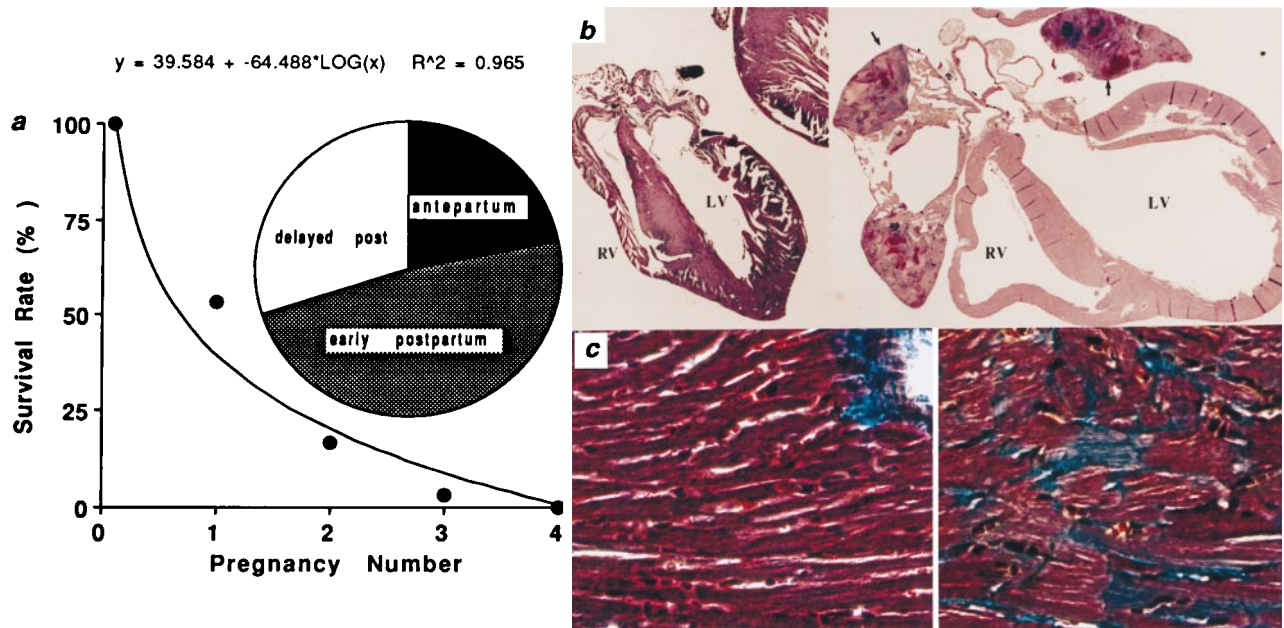 y = 39.584 + -64.488*LOG(x) R^2 = 0.965
a
Survival Rate (%)
100
75
50
25
0
0 1 2 3 4
Pregnancy Number
antepartum
delayed post
early postpartum
b
RV
LV
RV
LV
c